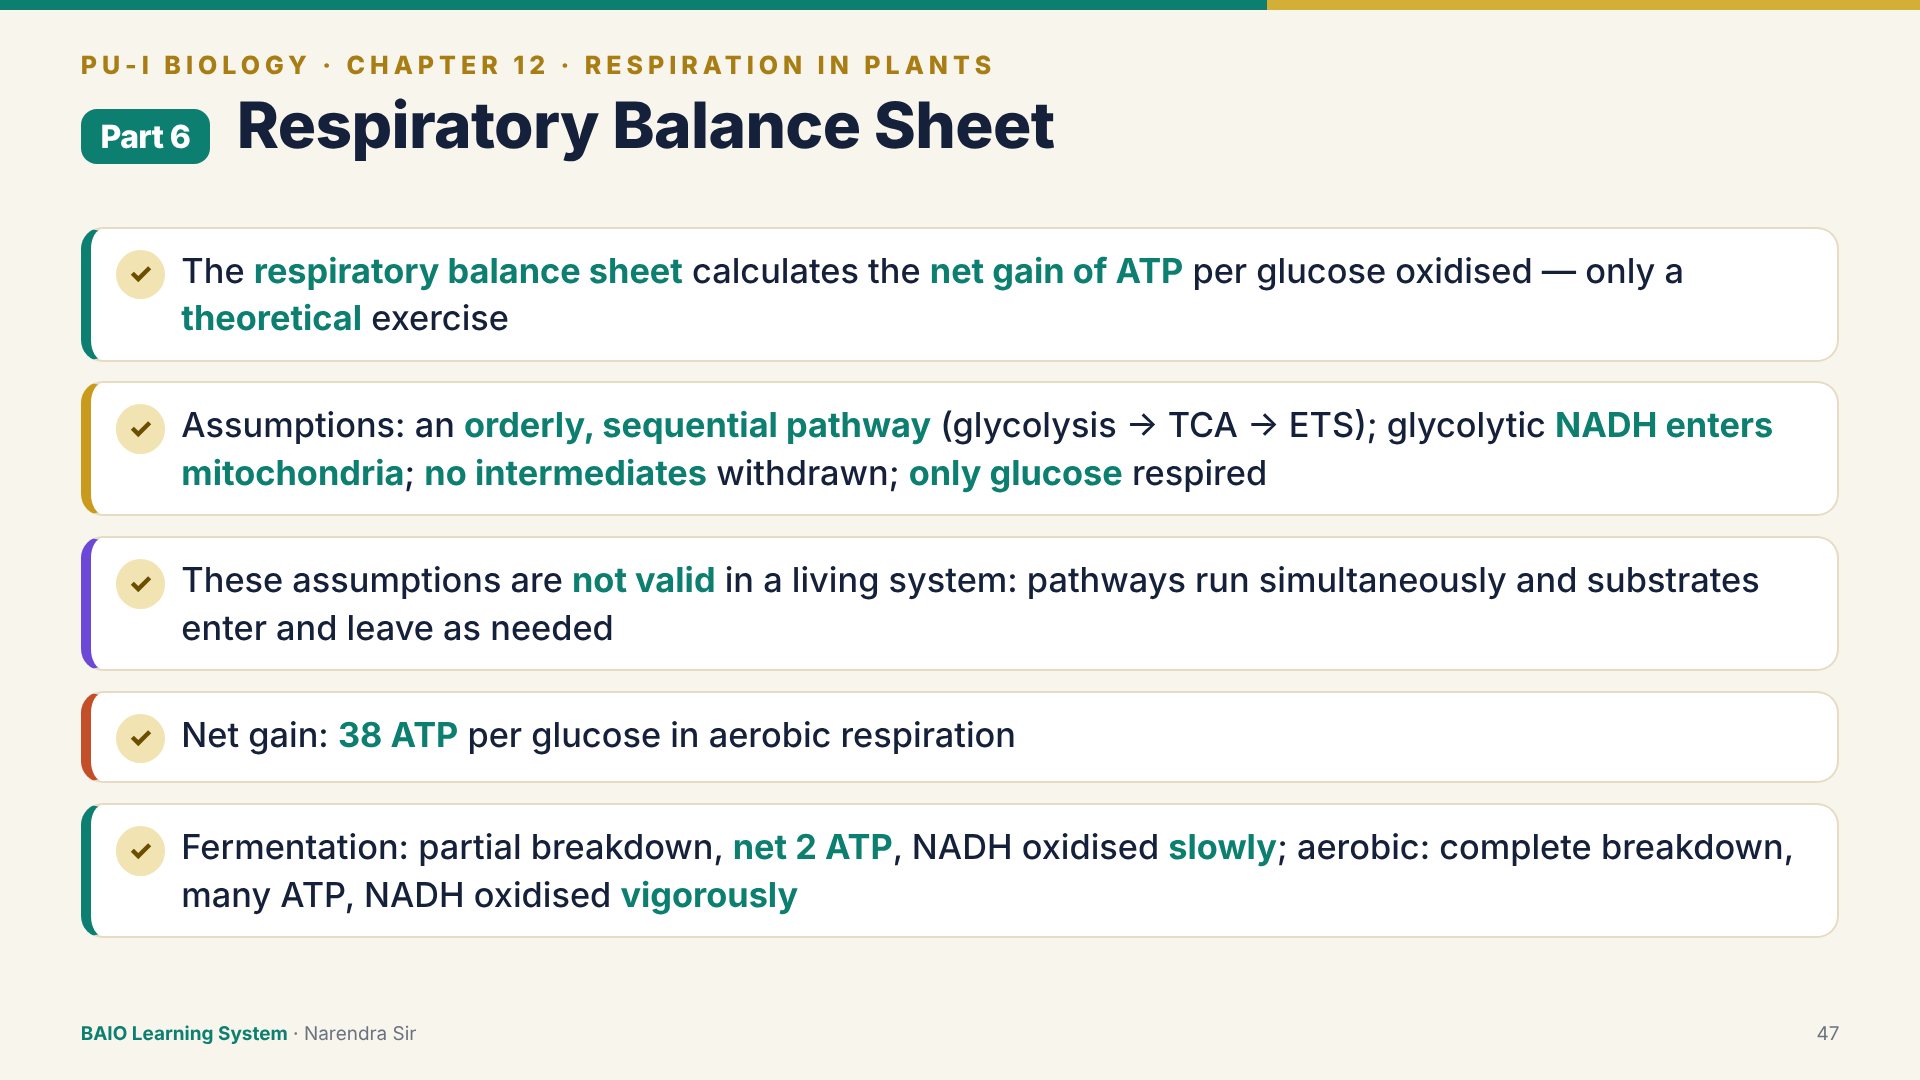 PU-I BIOLOGY · CHAPTER 12 · RESPIRATION IN PLANTS
Part 6 Respiratory Balance Sheet
The respiratory balance sheet calculates the net gain of ATP per glucose oxidised — only a
theoretical exercise
Assumptions: an orderly, sequential pathway (glycolysis → TCA → ETS); glycolytic NADH enters
mitochondria; no intermediates withdrawn; only glucose respired
These assumptions are not valid in a living system: pathways run simultaneously and substrates
enter and leave as needed
Net gain: 38 ATP per glucose in aerobic respiration
Fermentation: partial breakdown, net 2 ATP, NADH oxidised slowly; aerobic: complete breakdown,
many ATP, NADH oxidised vigorously
BAIO Learning System · Narendra Sir
47